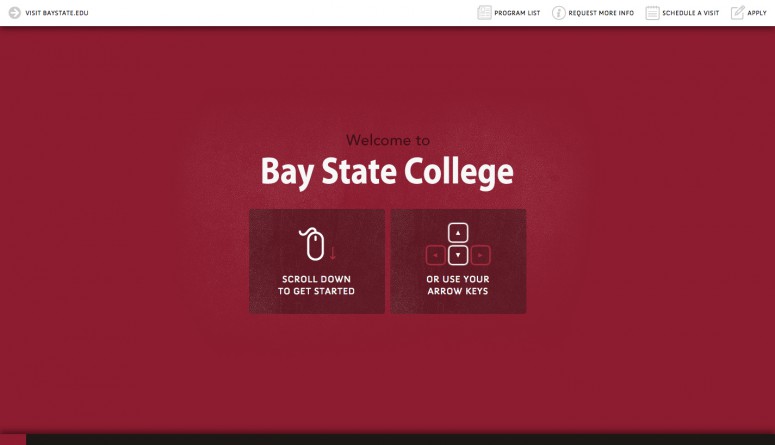 VISIT BAYSTATE.EDU
PROGRAM LIST
REQUEST MORE INFO
SCHEDULE A VISIT
APPLY
Welcome to
Bay State College
SCROLL DOWN
TO GET STARTED
OR USE YOUR
ARROW KEYS